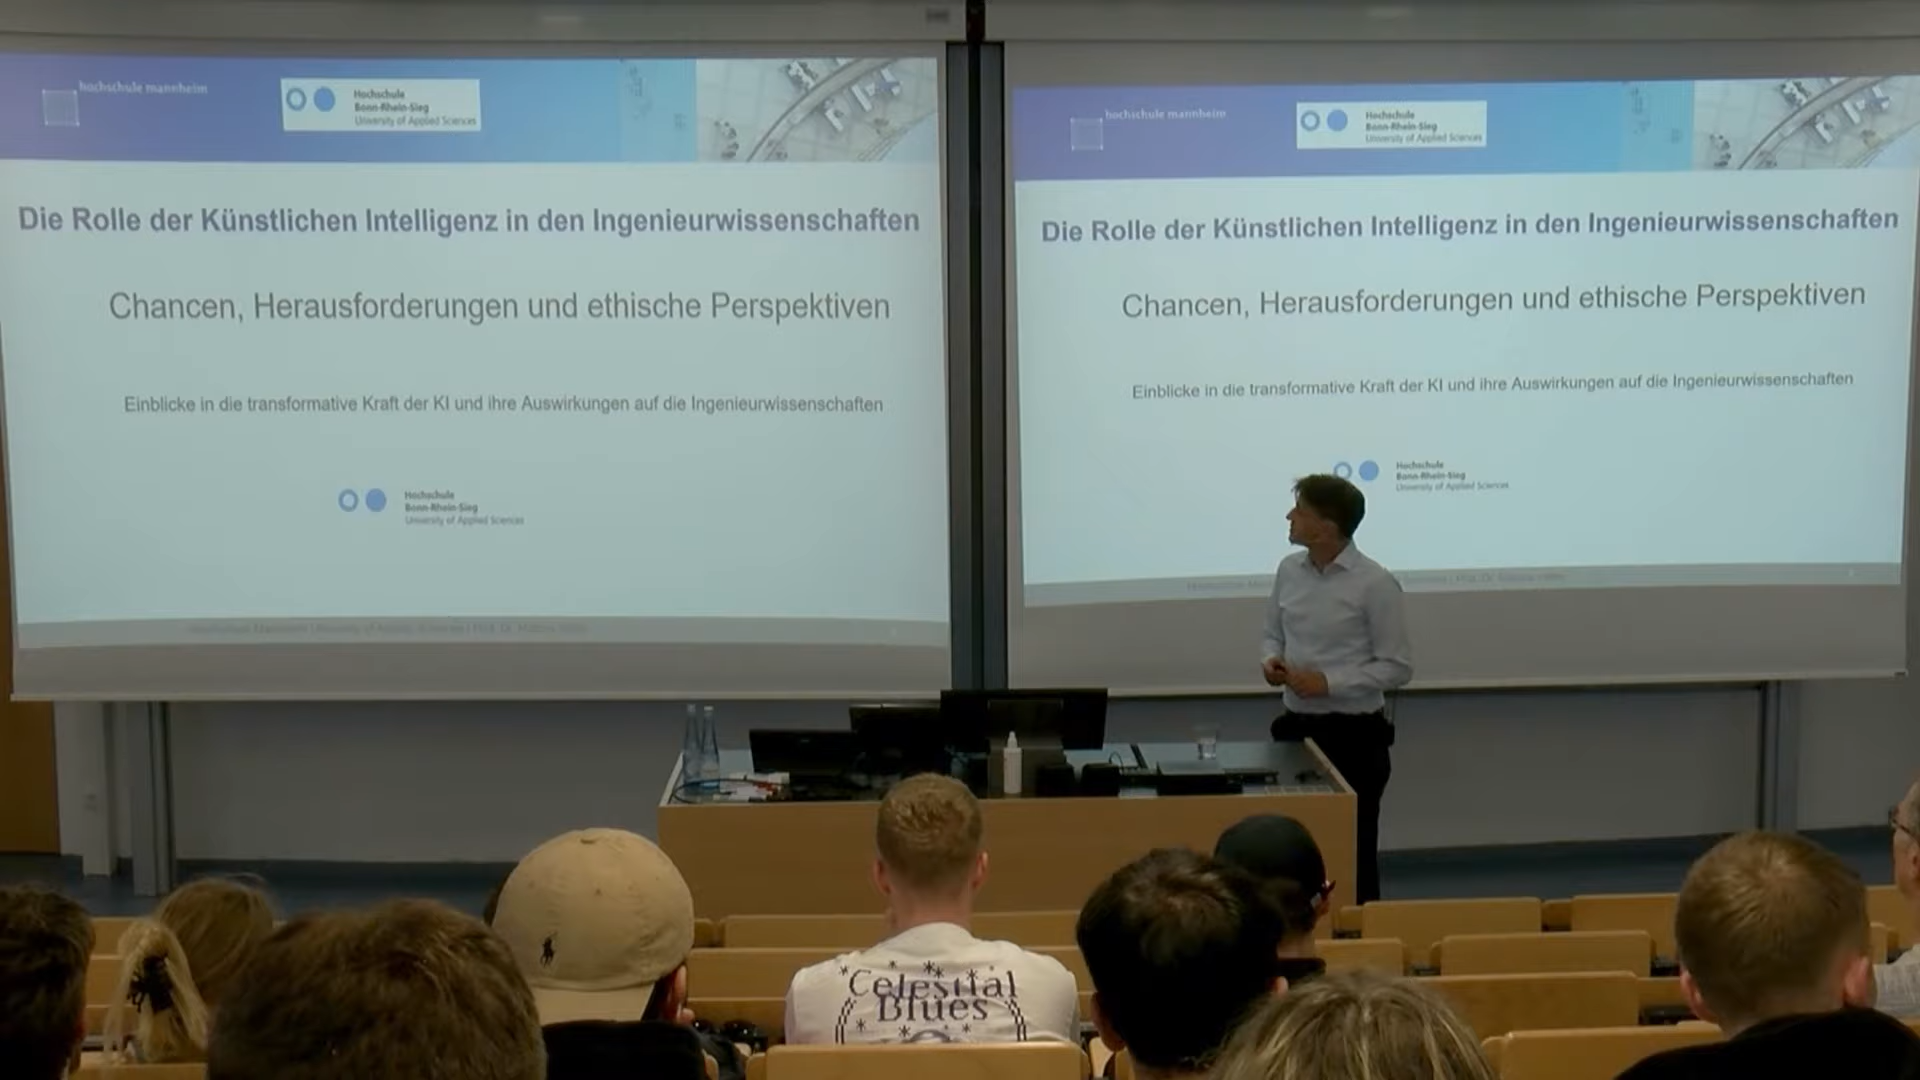 hochschule mannheim
Hochschule
Bonn-Rhein-Sieg
University of Applied Sciences
Die Rolle der Künstlichen Intelligenz in den Ingenieurwissenschaften
Chancen, Herausforderungen und ethische Perspektiven
Einblicke in die transformative Kraft der KI und ihre Auswirkungen auf die Ingenieurwissenschaften
Hochschule
Bonn-Rhein-Sieg
University of Applied Sciences
hochschule mannheim
Hochschule
Bonn-Rhein-Sieg
University of Applied Sciences
Die Rolle der Künstlichen Intelligenz in den Ingenieurwissenschaften
Chancen, Herausforderungen und ethische Perspektiven
Einblicke in die transformative Kraft der KI und ihre Auswirkungen auf die Ingenieurwissenschaften
Hochschule
Bonn-Rhein-Sieg
University of Applied Sciences
Celestial
Blues